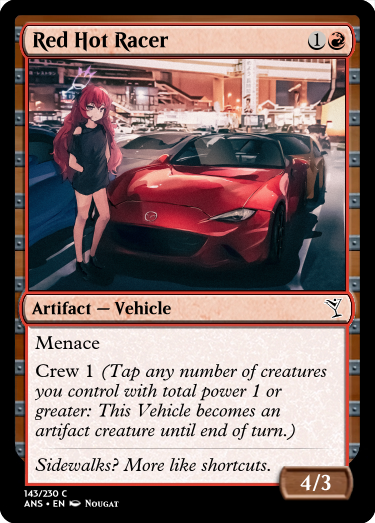 Red Hot Racer 1
Artifact — Vehicle
Menace
Crew 1 (Tap any number of creatures
you control with total power 1 or
greater: This Vehicle becomes an
artifact creature until end of turn.)
Sidewalks? More like shortcuts.
4/3
143/230 C
ANS • EN Nougat